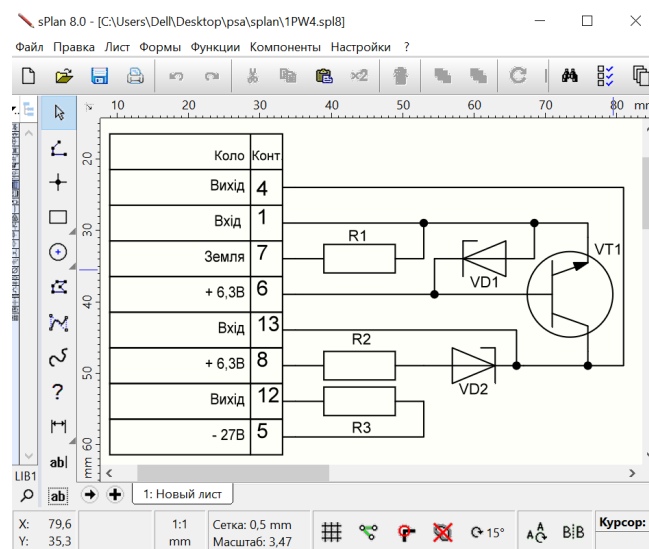 sPlan 8.0 - [C:\Users\Dell\Desktop\psa\splan\1PW4.spl8]
Файл Правка Лист Формы Функции Компоненты Настройки ?
×2
10 20 30 40 50 60 70 80 mm
20
30
40
50
60
mm
Коло Конт.
Вихід 4
Вхід 1
Земля 7
+ 6,3В 6
Вхід 13
+ 6,3В 8
Вихід 12
- 27В 5
R1
VD1
VT1
R2
VD2
R3
?
ab|
LIB1
ab
1: Новый лист
X: 79,6
Y: 35,3
1:1
mm
Сетка: 0,5 mm
Масштаб: 3,47
15°
Курсор: